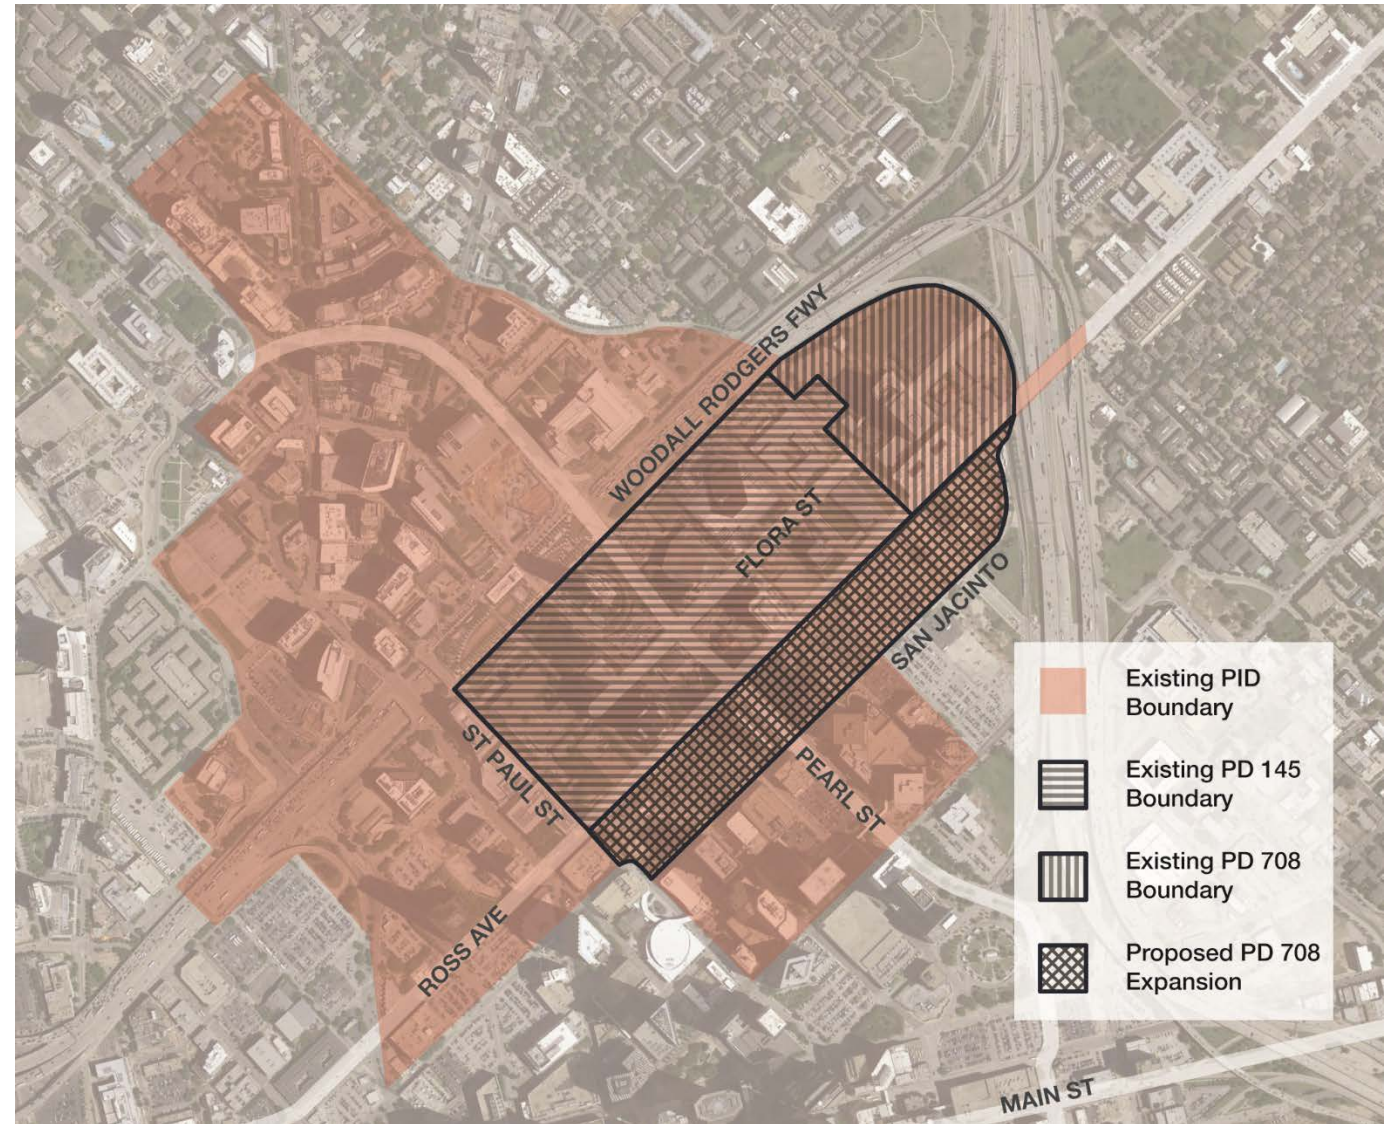 WOODALL RODGERS FWY
FLORA ST
SAN JACINTO
ST PAUL ST
PEARL ST
ROSS AVE
MAIN ST
Existing PID
Boundary
Existing PD 145
Boundary
Existing PD 708
Boundary
Proposed PD 708
Expansion